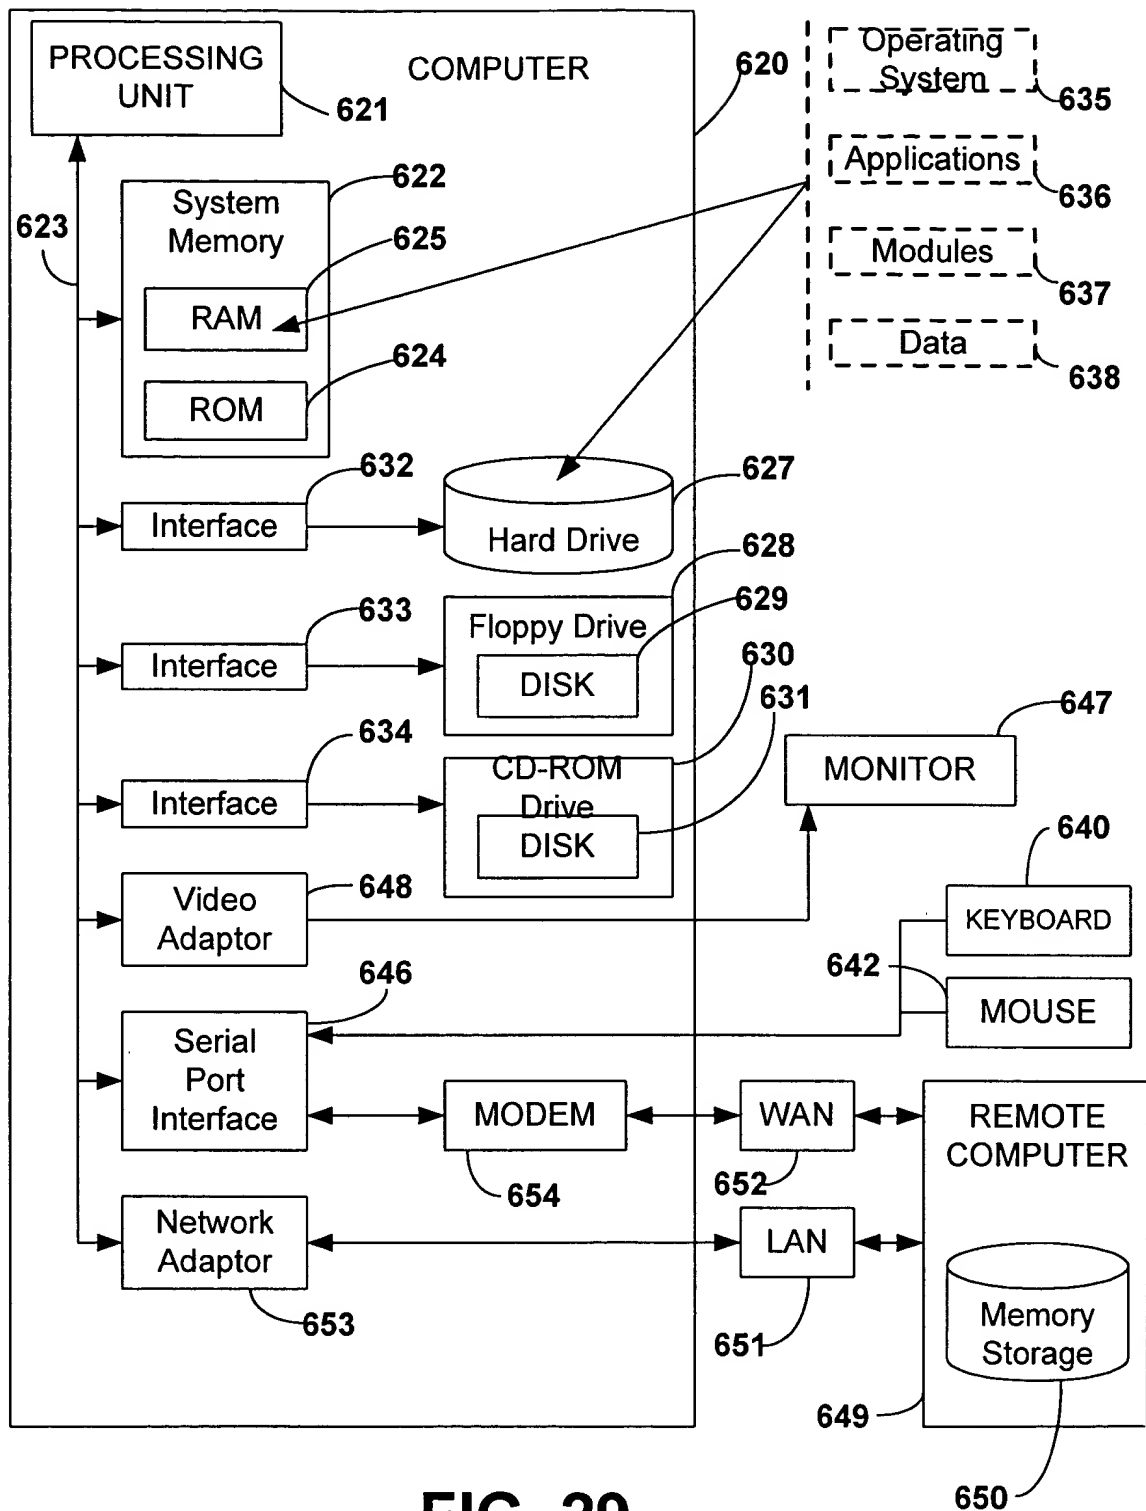 PROCESSING
UNIT
COMPUTER
620
621
Operating
System
635
Applications
636
Modules
637
Data
638
622
System
Memory
623
625
RAM
624
ROM
632
Interface
627
Hard Drive
628
633
Interface
629
Floppy Drive
DISK
630
631
634
Interface
CD-ROM
Drive
DISK
647
MONITOR
648
Video
Adaptor
640
KEYBOARD
642
MOUSE
646
Serial
Port
Interface
MODEM
654
WAN
652
REMOTE
COMPUTER
Network
Adaptor
653
LAN
651
Memory
Storage
649
650
FIG. 29